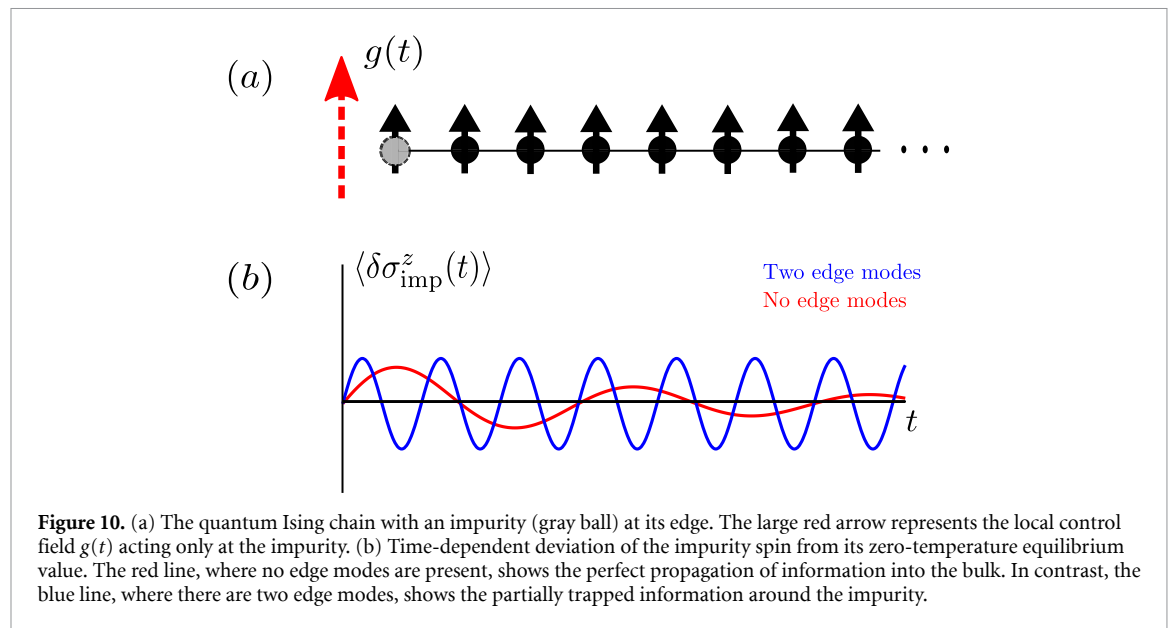 (a)
g(t)
. . .
(b)
⟨δσ^z_imp(t)⟩
Two edge modes
No edge modes
t
Figure 10. (a) The quantum Ising chain with an impurity (gray ball) at its edge. The large red arrow represents the local control
field g(t) acting only at the impurity. (b) Time-dependent deviation of the impurity spin from its zero-temperature equilibrium
value. The red line, where no edge modes are present, shows the perfect propagation of information into the bulk. In contrast, the
blue line, where there are two edge modes, shows the partially trapped information around the impurity.